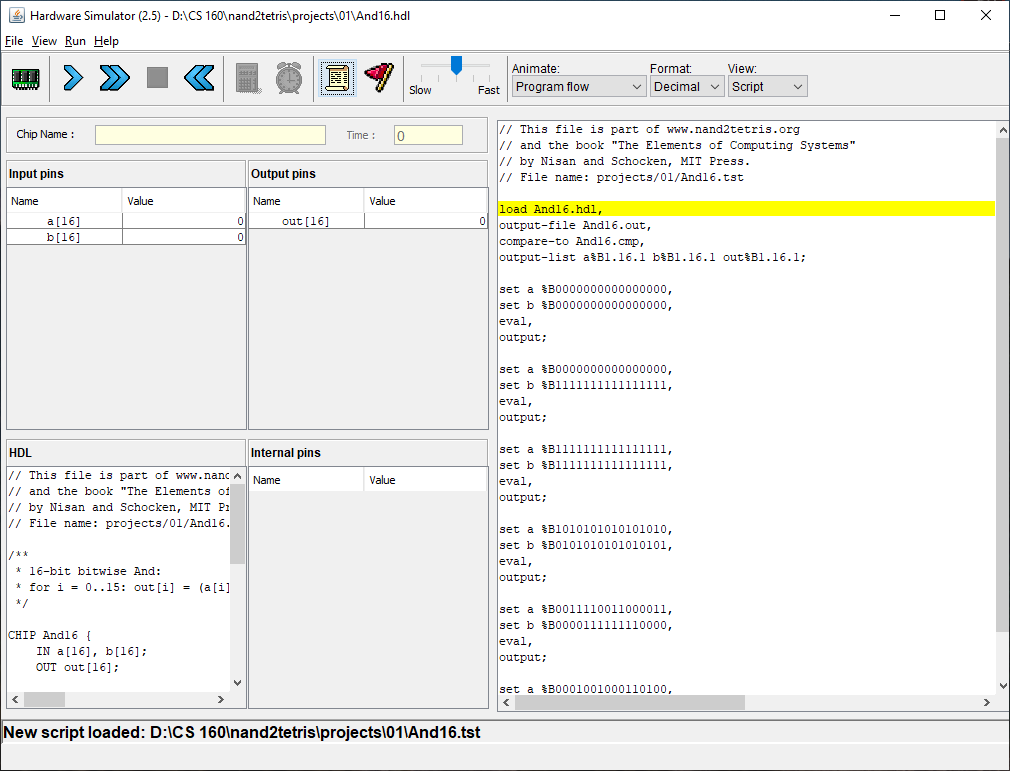 Hardware Simulator (2.5) - D:\CS 160\nand2tetris\projects\01\And16.hdl
File View Run Help
Slow Fast
Animate: Format: View:
Program flow Decimal Script
Chip Name : Time : 0
Input pins
Name Value
a[16] 0
b[16] 0
Output pins
Name Value
out[16] 0
HDL
// This file is part of www.nand
// and the book "The Elements of
// by Nisan and Schocken, MIT Pr
// File name: projects/01/And16.
/**
* 16-bit bitwise And:
* for i = 0..15: out[i] = (a[i]
*/
CHIP And16 {
IN a[16], b[16];
OUT out[16];
Internal pins
Name Value
// This file is part of www.nand2tetris.org
// and the book "The Elements of Computing Systems"
// by Nisan and Schocken, MIT Press.
// File name: projects/01/And16.tst
load And16.hdl,
output-file And16.out,
compare-to And16.cmp,
output-list a%B1.16.1 b%B1.16.1 out%B1.16.1;
set a %B0000000000000000,
set b %B0000000000000000,
eval,
output;
set a %B0000000000000000,
set b %B1111111111111111,
eval,
output;
set a %B1111111111111111,
set b %B1111111111111111,
eval,
output;
set a %B1010101010101010,
set b %B0101010101010101,
eval,
output;
set a %B0011110011000011,
set b %B0000111111110000,
eval,
output;
set a %B0001001000110100,
New script loaded: D:\CS 160\nand2tetris\projects\01\And16.tst